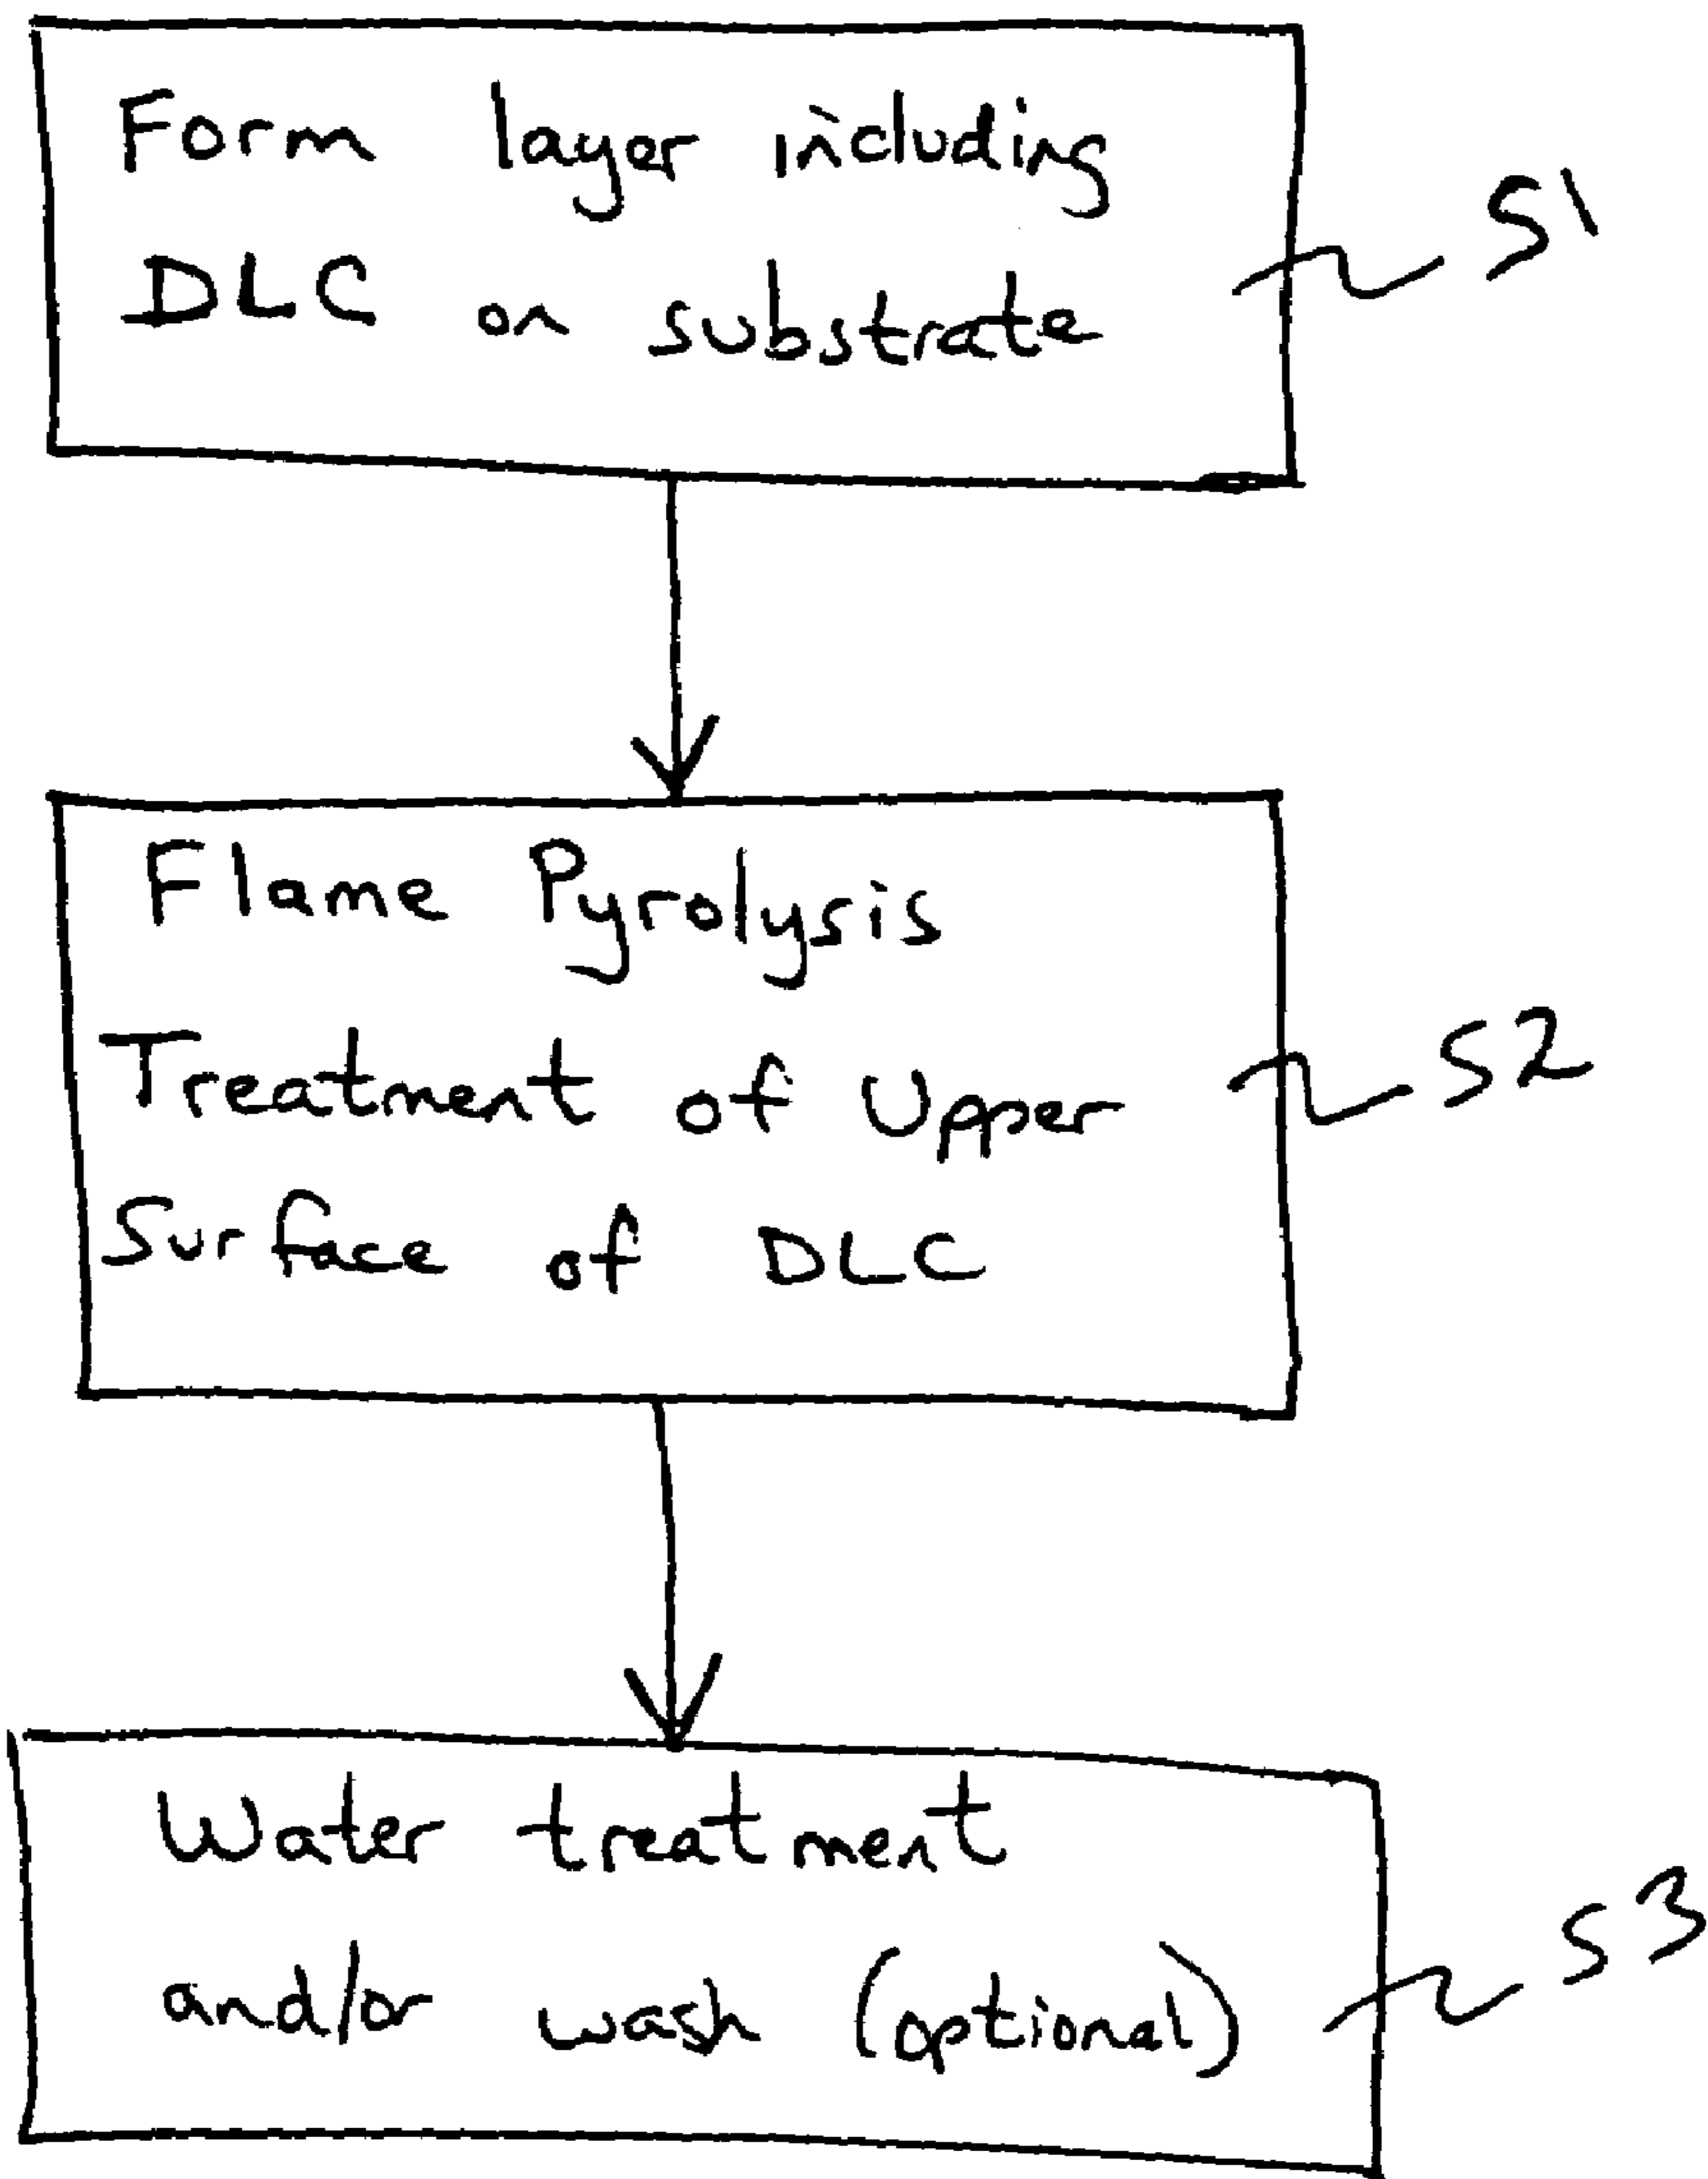 Form layer including
DLC on substrate
S1
Flame Pyrolysis
Treatment of Upper
Surface of DLC
S2
Water treatment
and/or wash (optional)
S3